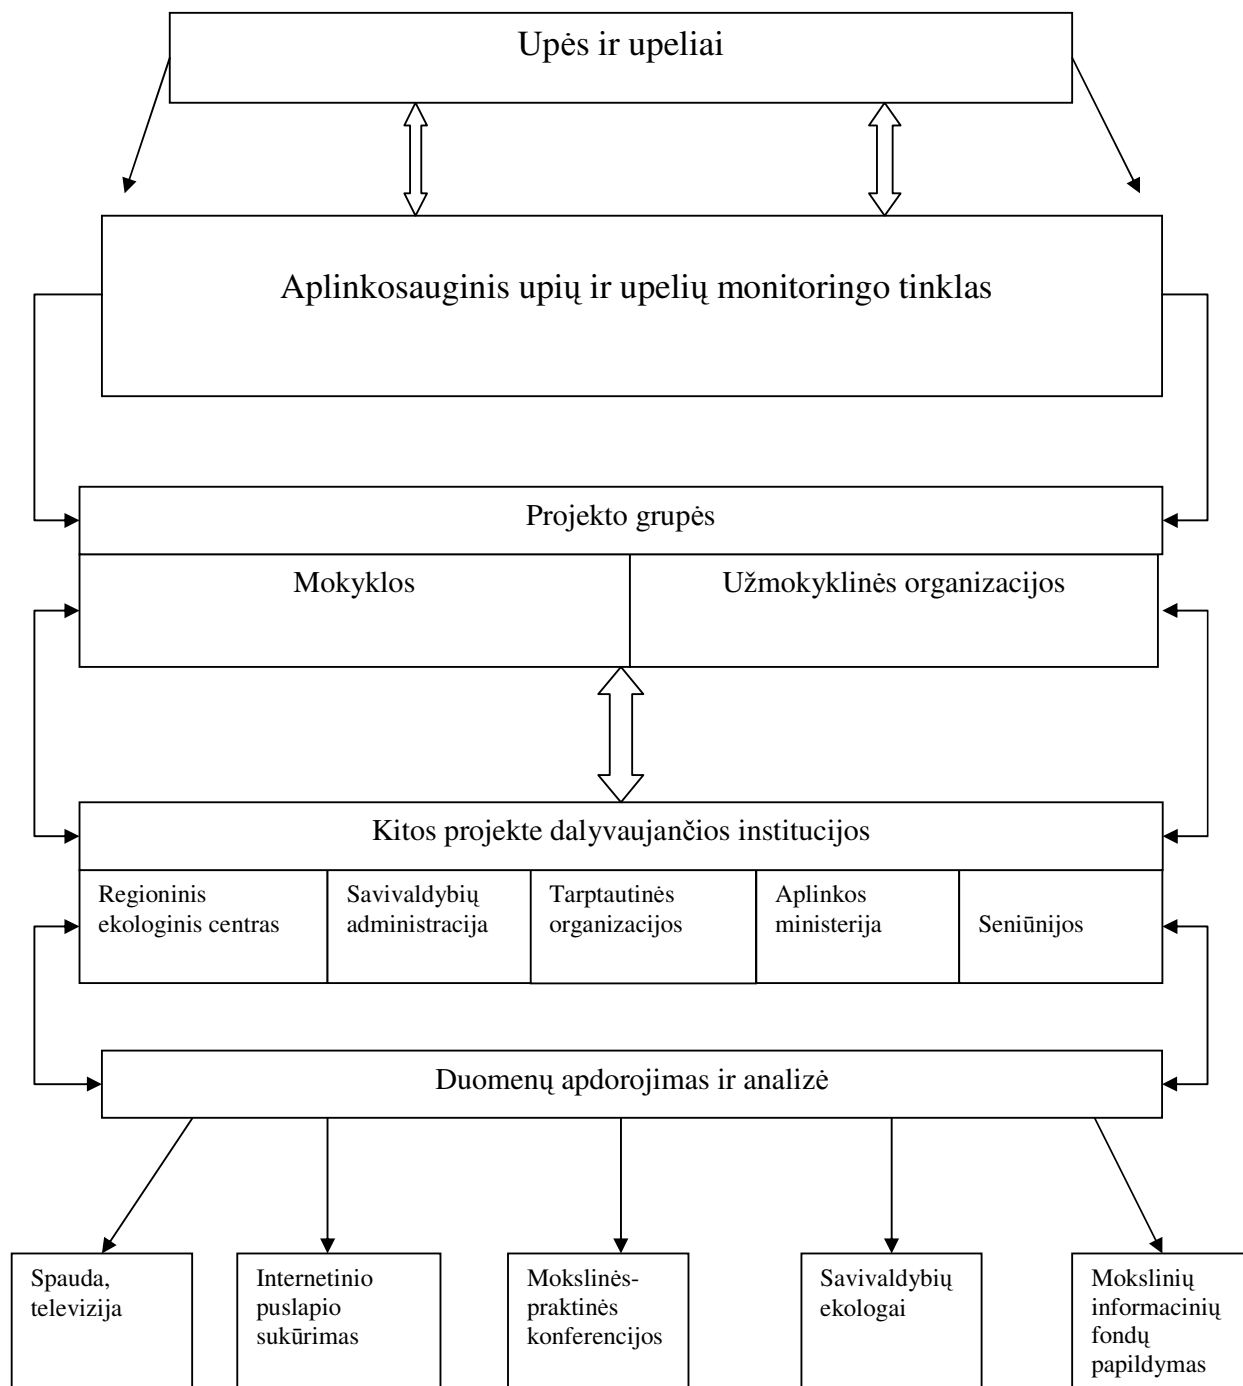 Upės ir upeliai
Aplinkosauginis upių ir upelių monitoringo tinklas
Projekto grupės
Mokyklos
Užmokyklinės organizacijos
Kitos projekte dalyvaujančios institucijos
Regioninis
ekologinis centras
Savivaldybių
administracija
Tarptautinės
organizacijos
Aplinkos
ministerija
Seniūnijos
Duomenų apdorojimas ir analizė
Spauda,
televizija
Internetinio
puslapio
sukūrimas
Mokslinės-
praktinės
konferencijos
Savivaldybių
ekologai
Mokslinių
informacinių
fondų
papildymas